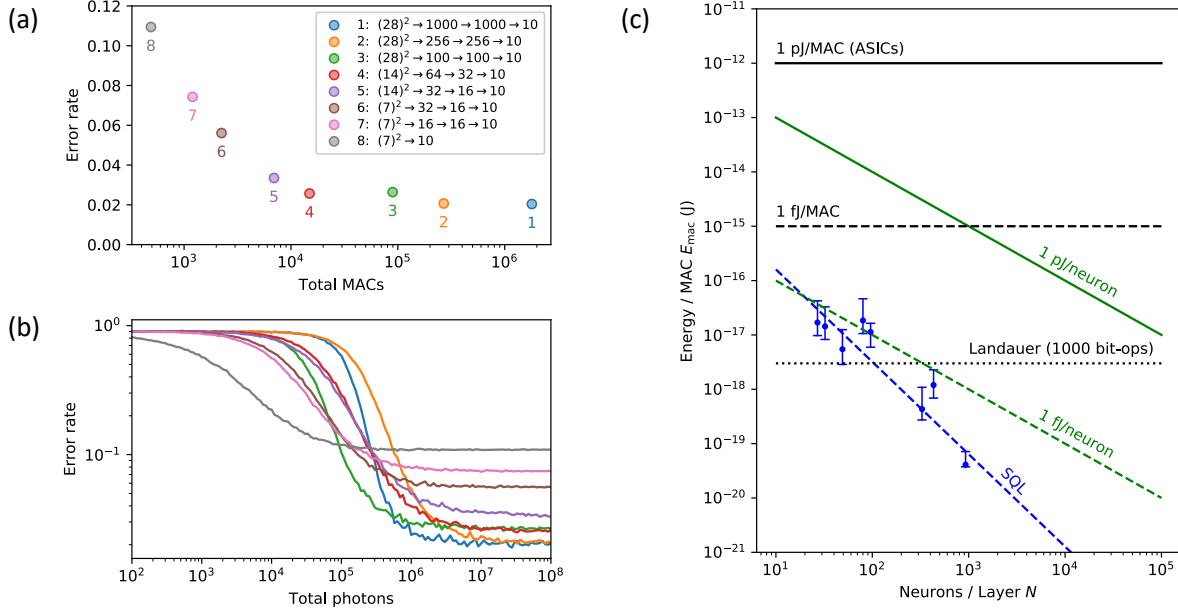 (a)
0.12
0.10
0.08
0.06
0.04
0.02
0.00
Error rate
10³
10⁴
10⁵
10⁶
Total MACs
8
7
6
5
4
3
2
1
1: (28)² → 1000 → 1000 → 10
2: (28)² → 256 → 256 → 10
3: (28)² → 100 → 100 → 10
4: (14)² → 64 → 32 → 10
5: (14)² → 32 → 16 → 10
6: (7)² → 32 → 16 → 10
7: (7)² → 16 → 16 → 10
8: (7)² → 10
(b)
10⁰
10⁻¹
Error rate
10²
10³
10⁴
10⁵
10⁶
10⁷
10⁸
Total photons
(c)
10⁻¹¹
10⁻¹²
10⁻¹³
10⁻¹⁴
10⁻¹⁵
10⁻¹⁶
10⁻¹⁷
10⁻¹⁸
10⁻¹⁹
10⁻²⁰
10⁻²¹
Energy / MAC E_mac (J)
1 pJ/MAC (ASICs)
1 fJ/MAC
1 pJ/neuron
Landauer (1000 bit-ops)
1 fJ/neuron
SQL
10¹
10²
10³
10⁴
10⁵
Neurons / Layer N